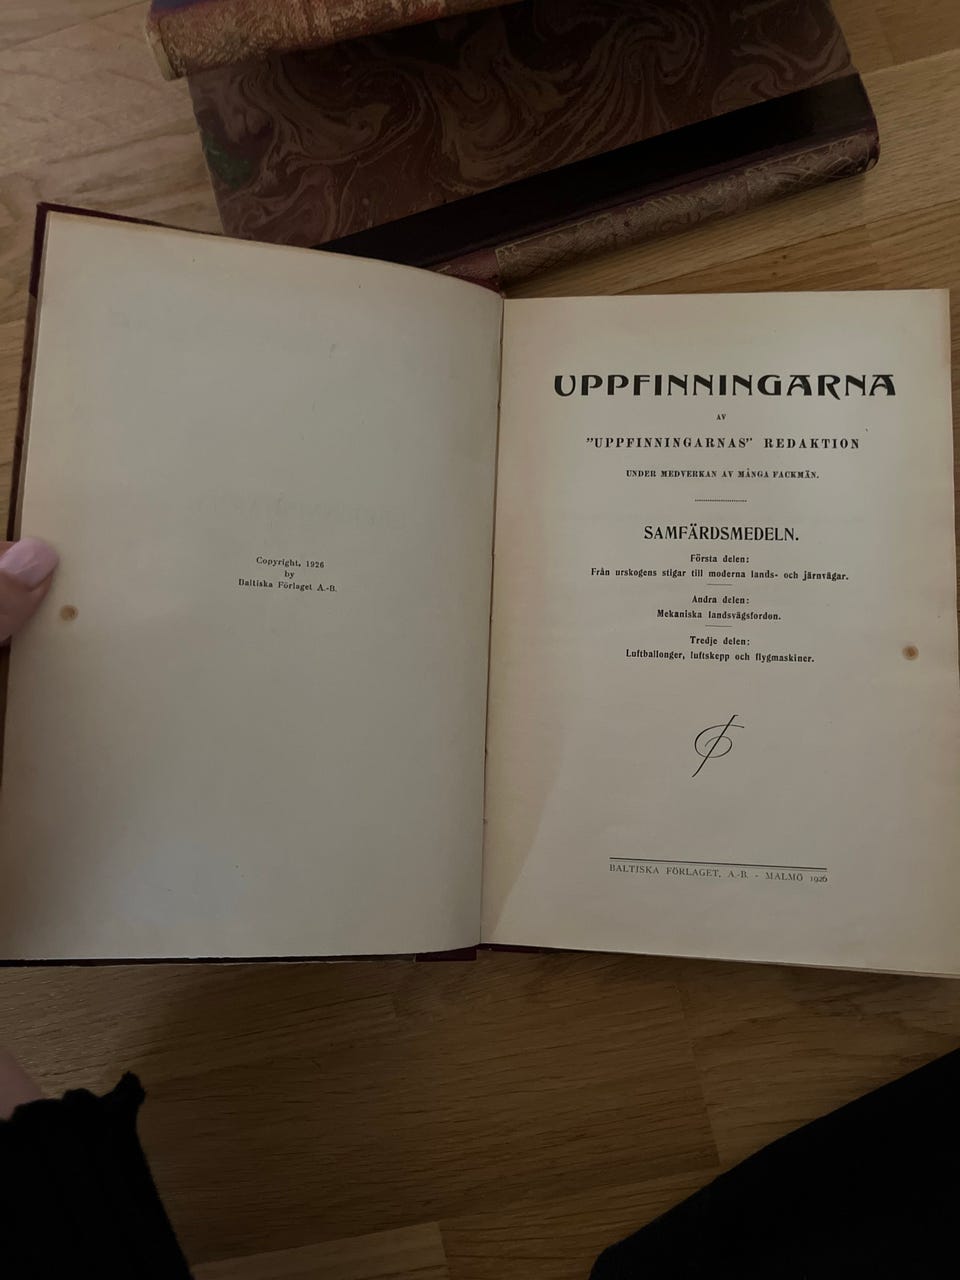 Copyright, 1926
by
Baltiska Förlaget A.-B.
UPPFINNINGARNA
AV
”UPPFINNINGARNAS” REDAKTION
UNDER MEDVERKAN AV MÅNGA FACKMÄN.
SAMFÄRDSMEDELN.
Första delen:
Från urskogens stigar till moderna lands- och järnvägar.
Andra delen:
Mekaniska landsvägsfordon.
Tredje delen:
Luftballonger, luftskepp och flygmaskiner.
BALTISKA FÖRLAGET, A.-B. - MALMÖ 1926